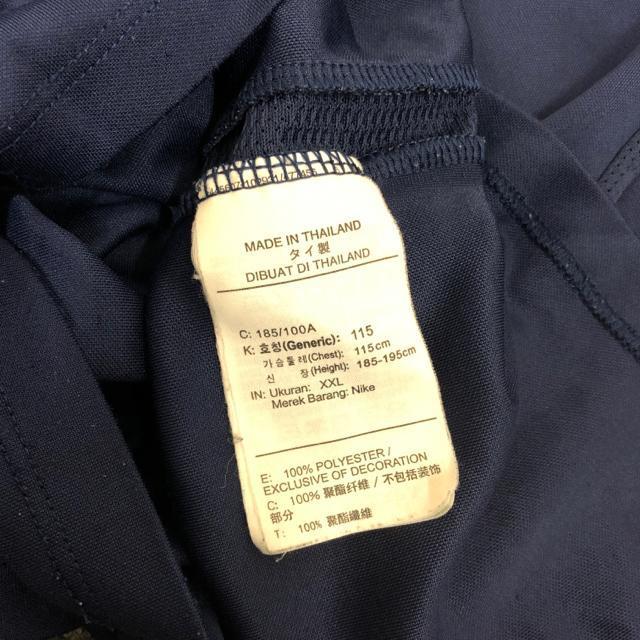 MADE IN THAILAND
タイ製
DIBUAT DI THAILAND
C: 185/100A
K: 호칭(Generic): 115
가슴둘레(Chest): 115cm
신 장(Height): 185-195cm
IN: Ukuran: XXL
Merek Barang: Nike
E: 100% POLYESTER /
EXCLUSIVE OF DECORATION
C: 100% 聚酯纤维 / 不包括装饰
部分
T: 100% 聚酯纖維